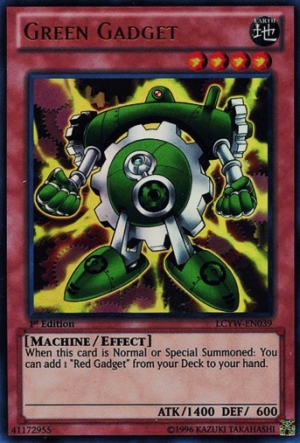 Green Gadget
EARTH
地
1st Edition
LCYW-EN039
[Machine/Effect]
When this card is Normal or Special Summoned: You
can add 1 "Red Gadget" from your Deck to your hand.
ATK/1400 DEF/600
41172955
©1996 KAZUKI TAKAHASHI